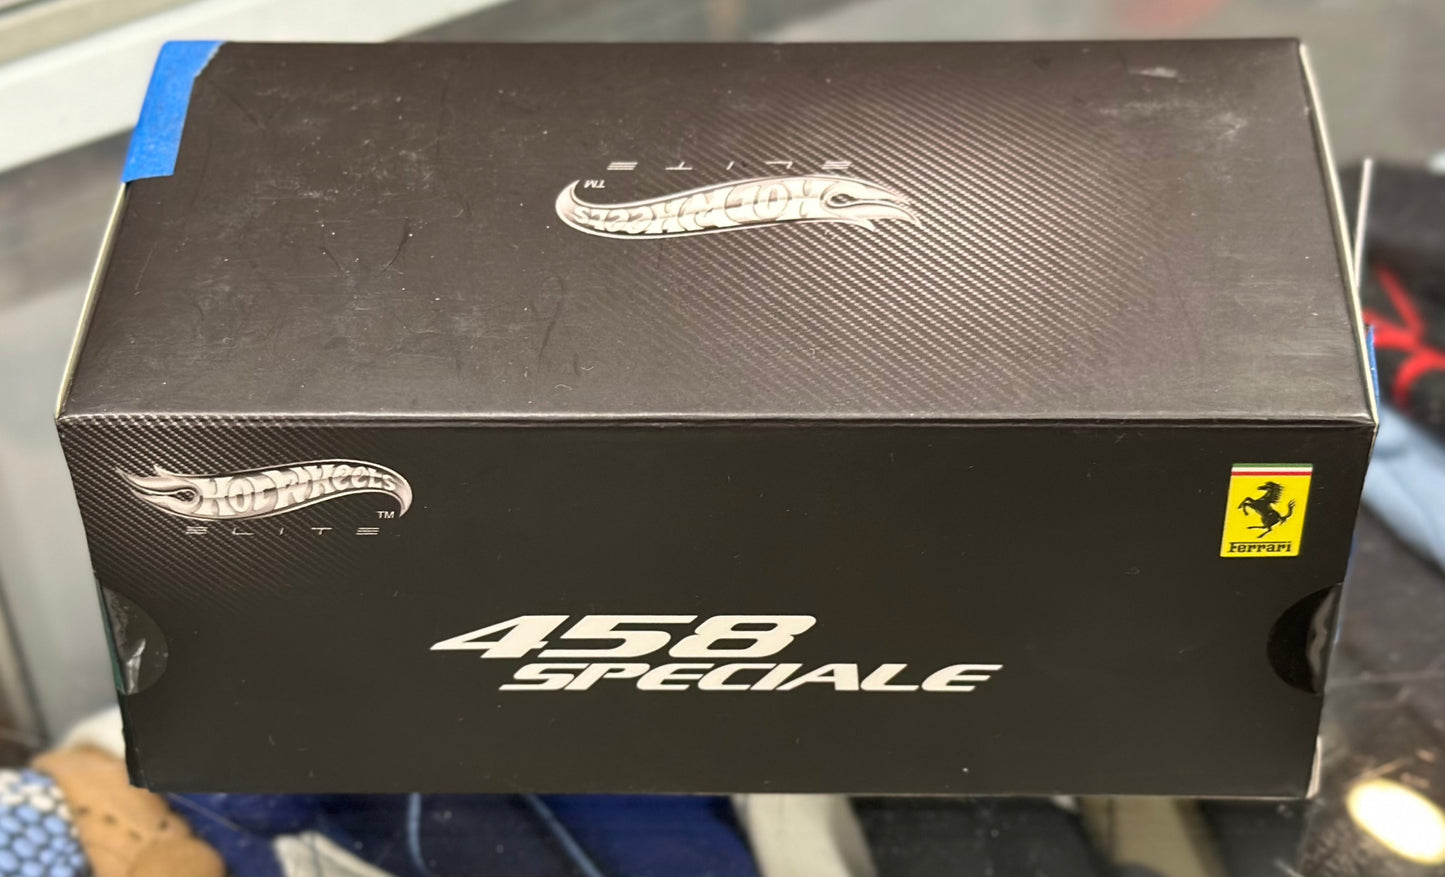 ELITE
HOT WHEELS TM
HOT WHEELS TM
ELITE
Ferrari
458
SPECIALE